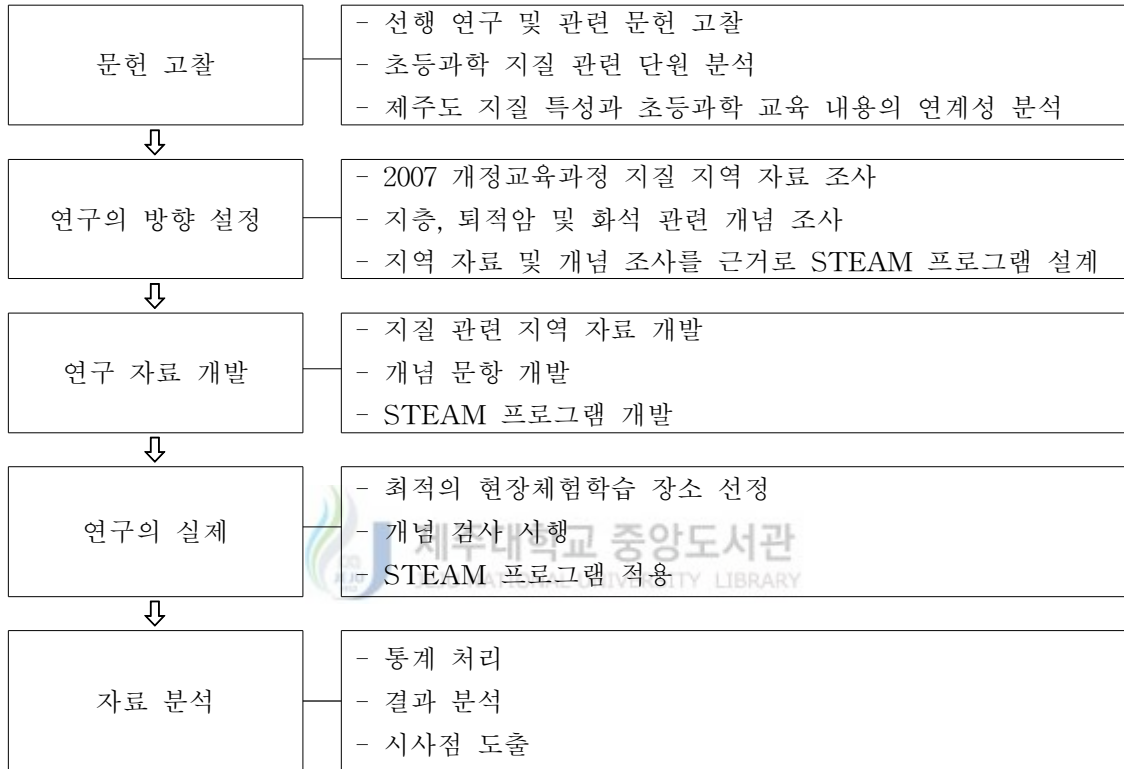 문헌 고찰
- 선행 연구 및 관련 문헌 고찰
- 초등과학 지질 관련 단원 분석
- 제주도 지질 특성과 초등과학 교육 내용의 연계성 분석
연구의 방향 설정
- 2007 개정교육과정 지질 지역 자료 조사
- 지층, 퇴적암 및 화석 관련 개념 조사
- 지역 자료 및 개념 조사를 근거로 STEAM 프로그램 설계
연구 자료 개발
- 지질 관련 지역 자료 개발
- 개념 문항 개발
- STEAM 프로그램 개발
연구의 실제
- 최적의 현장체험학습 장소 선정
- 개념 검사 시행
- STEAM 프로그램 적용
제주대학교 중앙도서관
JEJU NATIONAL UNIVERSITY LIBRARY
자료 분석
- 통계 처리
- 결과 분석
- 시사점 도출